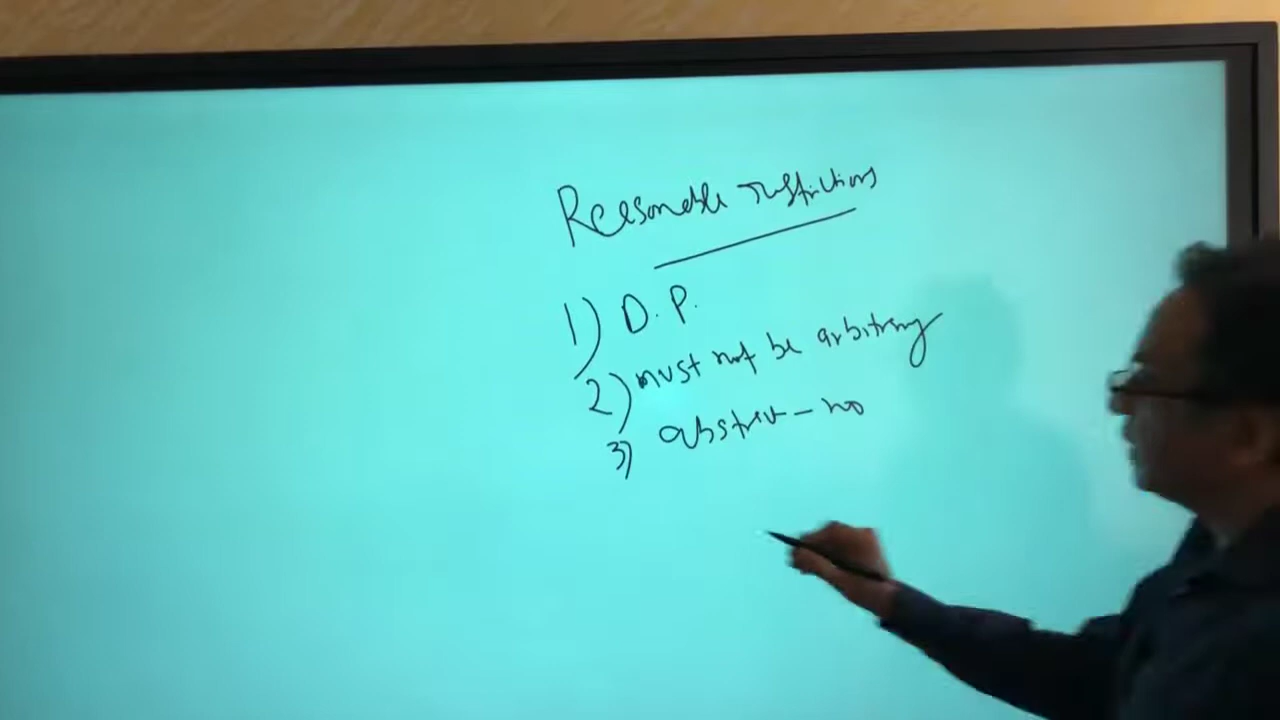 Reasonable restrictions
1) D.P.
2) must not be arbitrary
3) abstract - no